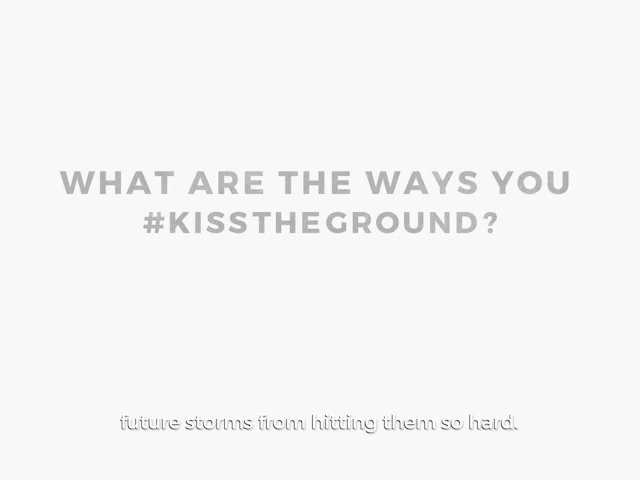 WHAT ARE THE WAYS YOU
#KISSTHEGROUND?
future storms from hitting them so hard.